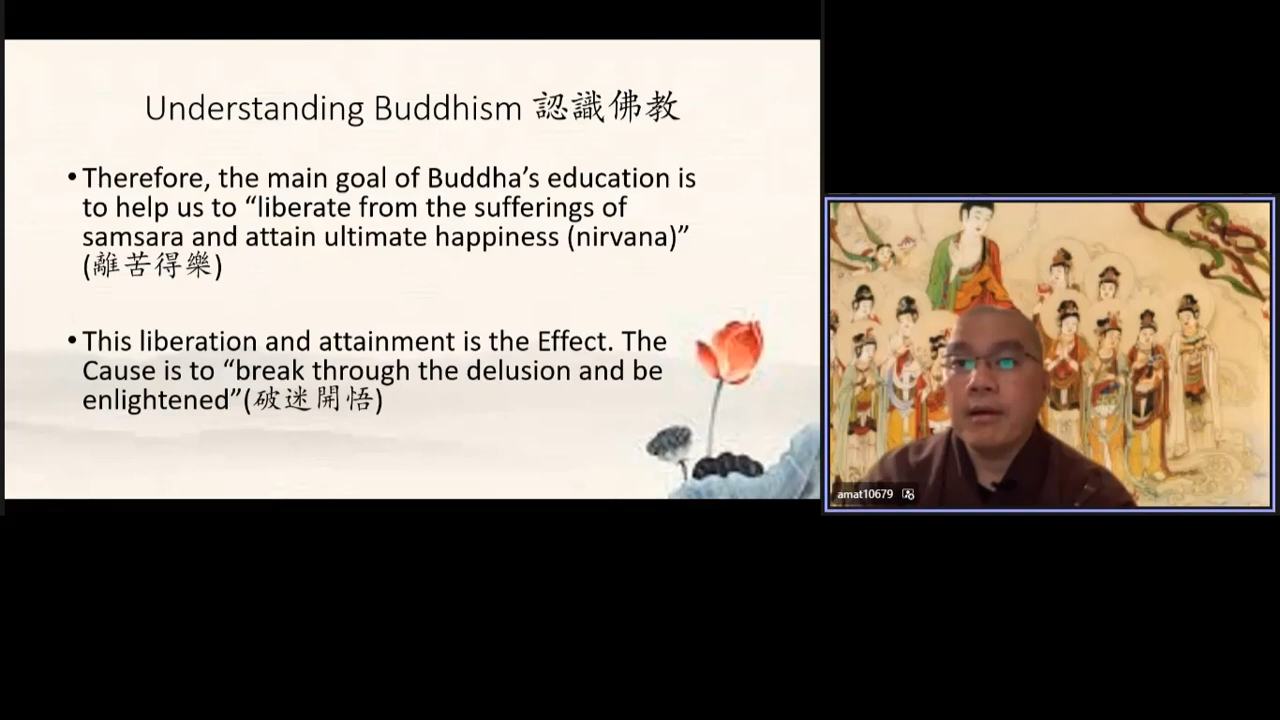 Understanding Buddhism 認識佛教
•Therefore, the main goal of Buddha’s education is
to help us to “liberate from the sufferings of
samsara and attain ultimate happiness (nirvana)”
(離苦得樂)
•This liberation and attainment is the Effect. The
Cause is to “break through the delusion and be
enlightened”(破迷開悟)
amat10679